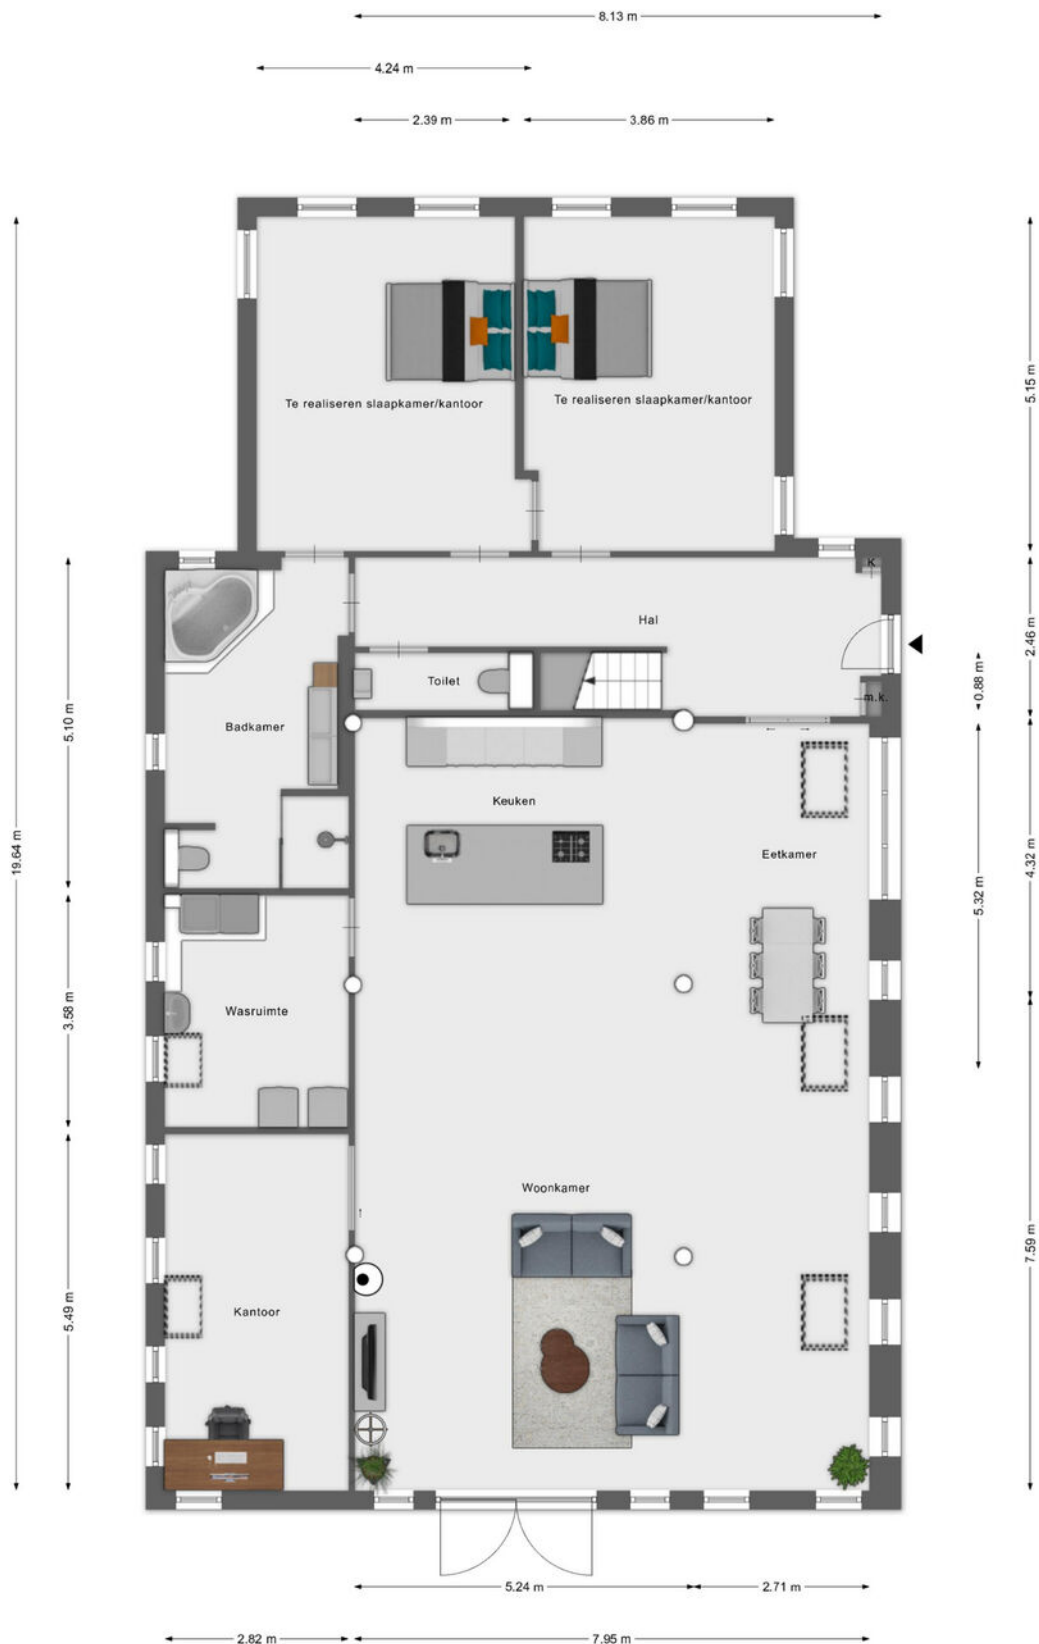 8.13 m
4.24 m
2.39 m
3.86 m
Te realiseren slaapkamer/kantoor
Te realiseren slaapkamer/kantoor
5.15 m
K
Hal
2.46 m
Toilet
0.88 m
m.k.
5.10 m
Badkamer
Keuken
19.64 m
Eetkamer
4.32 m
5.32 m
3.58 m
Wasruimte
Woonkamer
7.59 m
5.49 m
Kantoor
5.24 m
2.71 m
2.82 m
7.95 m